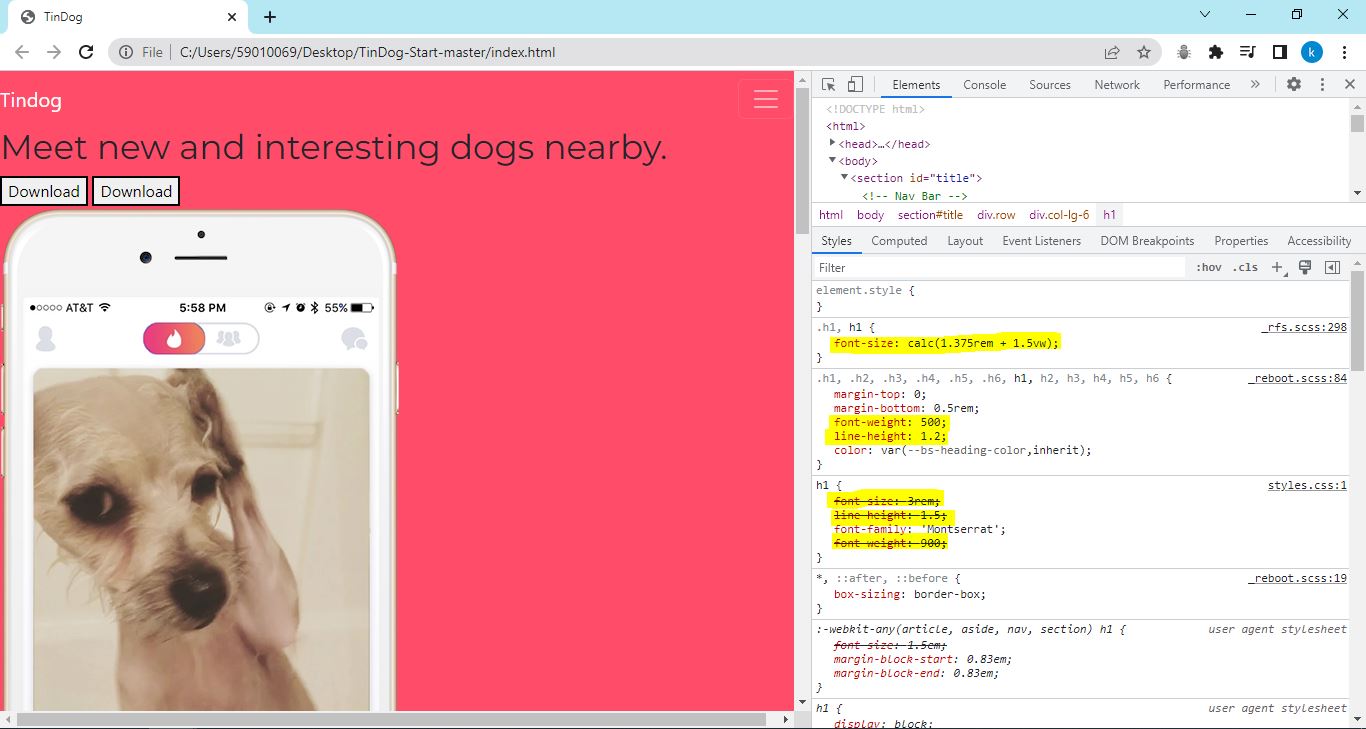 TinDog
File
C:/Users/59010069/Desktop/TinDog-Start-master/index.html
k
Tindog
Meet new and interesting dogs nearby.
Download Download
AT&T 5:58 PM 55%
Elements Console Sources Network Performance »
<!DOCTYPE html>
<html>
<head>…</head>
<body>
<section id="title">
<!-- Nav Bar -->
html body section#title div.row div.col-lg-6 h1
Styles Computed Layout Event Listeners DOM Breakpoints Properties Accessibility
Filter :hov .cls +
element.style {
}
.h1, h1 { _rfs.scss:298
font-size: calc(1.375rem + 1.5vw);
}
.h1, .h2, .h3, .h4, .h5, .h6, h1, h2, h3, h4, h5, h6 { _reboot.scss:84
margin-top: 0;
margin-bottom: 0.5rem;
font-weight: 500;
line-height: 1.2;
color: var(--bs-heading-color,inherit);
}
h1 { styles.css:1
font-size: 3rem;
line-height: 1.5;
font-family: 'Montserrat';
font-weight: 900;
}
*, ::after, ::before { _reboot.scss:19
box-sizing: border-box;
}
:-webkit-any(article, aside, nav, section) h1 { user agent stylesheet
font-size: 1.5em;
margin-block-start: 0.83em;
margin-block-end: 0.83em;
}
h1 { user agent stylesheet
display: block;